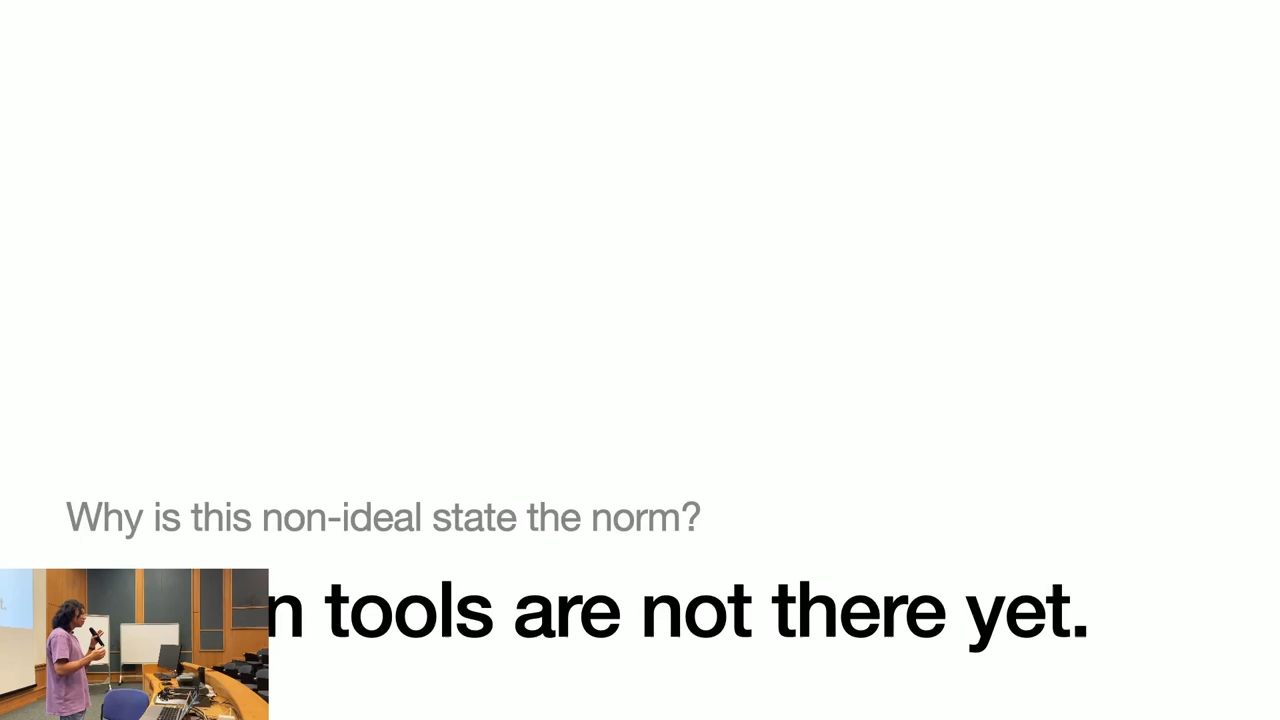 Why is this non-ideal state the norm?
n tools are not there yet.